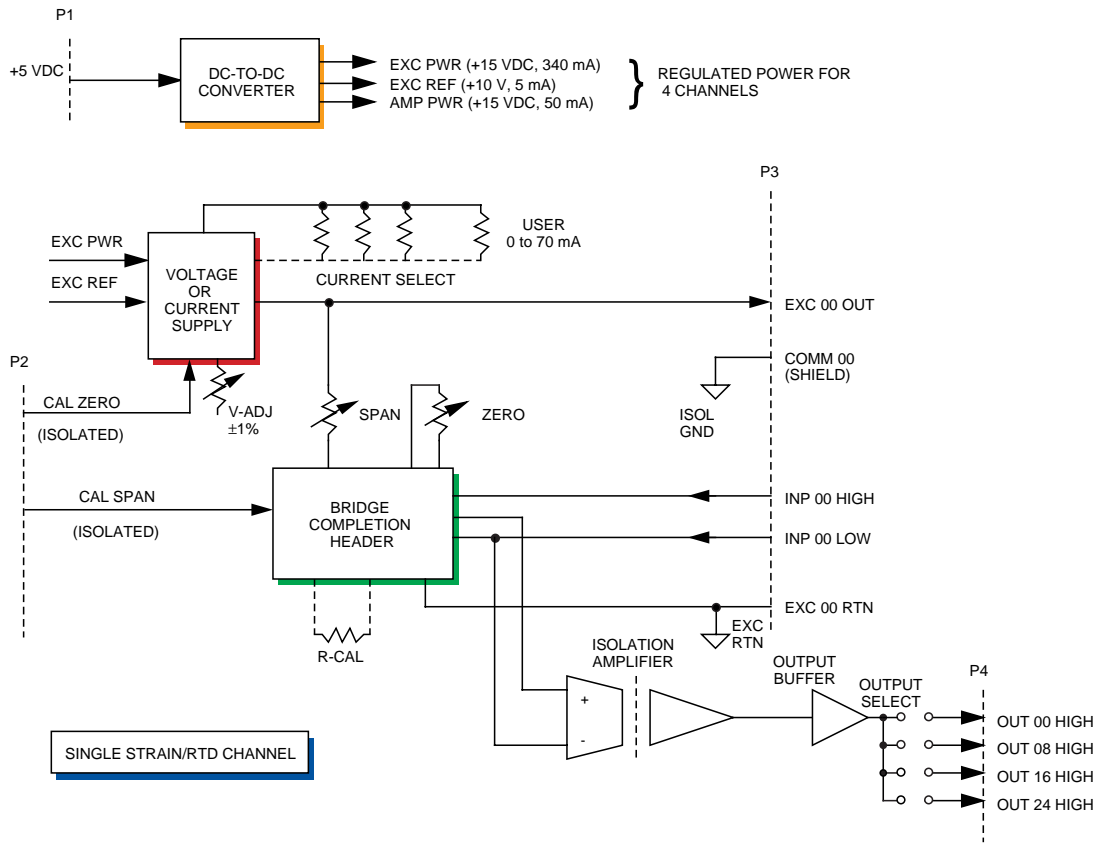 P1
+5 VDC
DC-TO-DC
CONVERTER
EXC PWR (+15 VDC, 340 mA)
EXC REF (+10 V, 5 mA)
AMP PWR (+15 VDC, 50 mA)
}
REGULATED POWER FOR
4 CHANNELS
P3
USER
0 to 70 mA
EXC PWR
EXC REF
VOLTAGE
OR
CURRENT
SUPPLY
CURRENT SELECT
EXC 00 OUT
P2
COMM 00
(SHIELD)
ISOL
GND
CAL ZERO
(ISOLATED)
V-ADJ
±1%
SPAN
ZERO
CAL SPAN
(ISOLATED)
BRIDGE
COMPLETION
HEADER
INP 00 HIGH
INP 00 LOW
EXC 00 RTN
EXC
RTN
R-CAL
ISOLATION
AMPLIFIER
OUTPUT
BUFFER
OUTPUT
SELECT
P4
+
-
OUT 00 HIGH
OUT 08 HIGH
OUT 16 HIGH
OUT 24 HIGH
SINGLE STRAIN/RTD CHANNEL